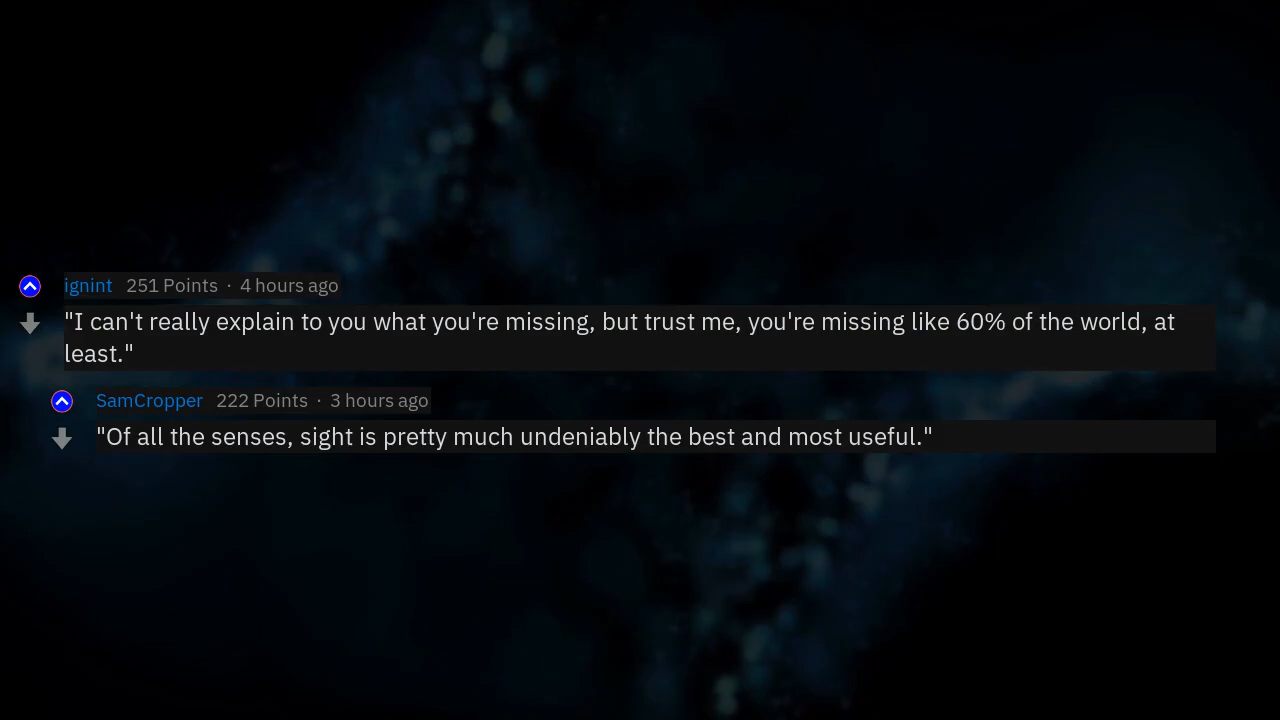 ignint 251 Points · 4 hours ago
"I can't really explain to you what you're missing, but trust me, you're missing like 60% of the world, at
least."
SamCropper 222 Points · 3 hours ago
"Of all the senses, sight is pretty much undeniably the best and most useful."